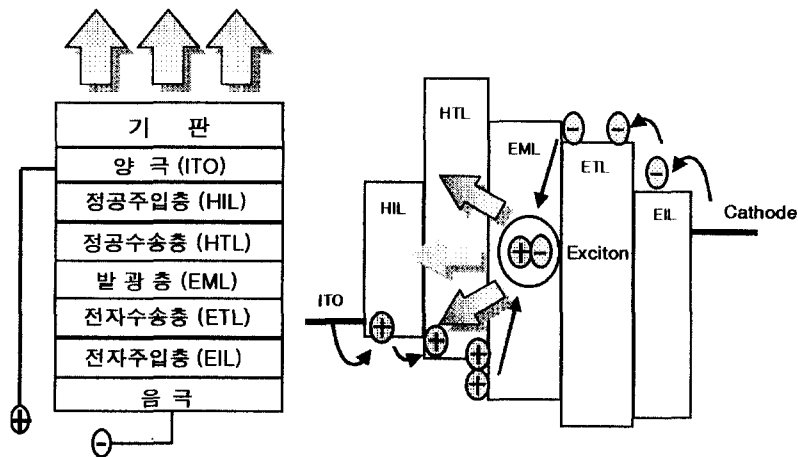 기 판
양 극 (ITO)
정공주입층 (HIL)
정공수송층 (HTL)
발 광 층 (EML)
전자수송층 (ETL)
전자주입층 (EIL)
음 극
+
-
HTL
EML
ETL
HIL
EIL
Cathode
Exciton
ITO